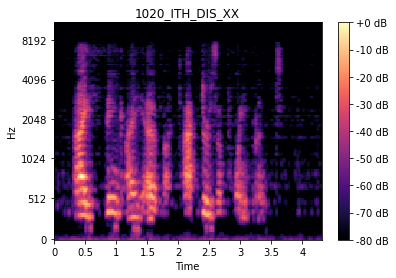 1020_ITH_DIS_XX
+0 dB
8192
-10 dB
4096
-20 dB
-30 dB
2048
Hz
-40 dB
1024
-50 dB
512
-60 dB
-70 dB
0
-80 dB
0 0.5 1 1.5 2 2.5 3 3.5 4
Time